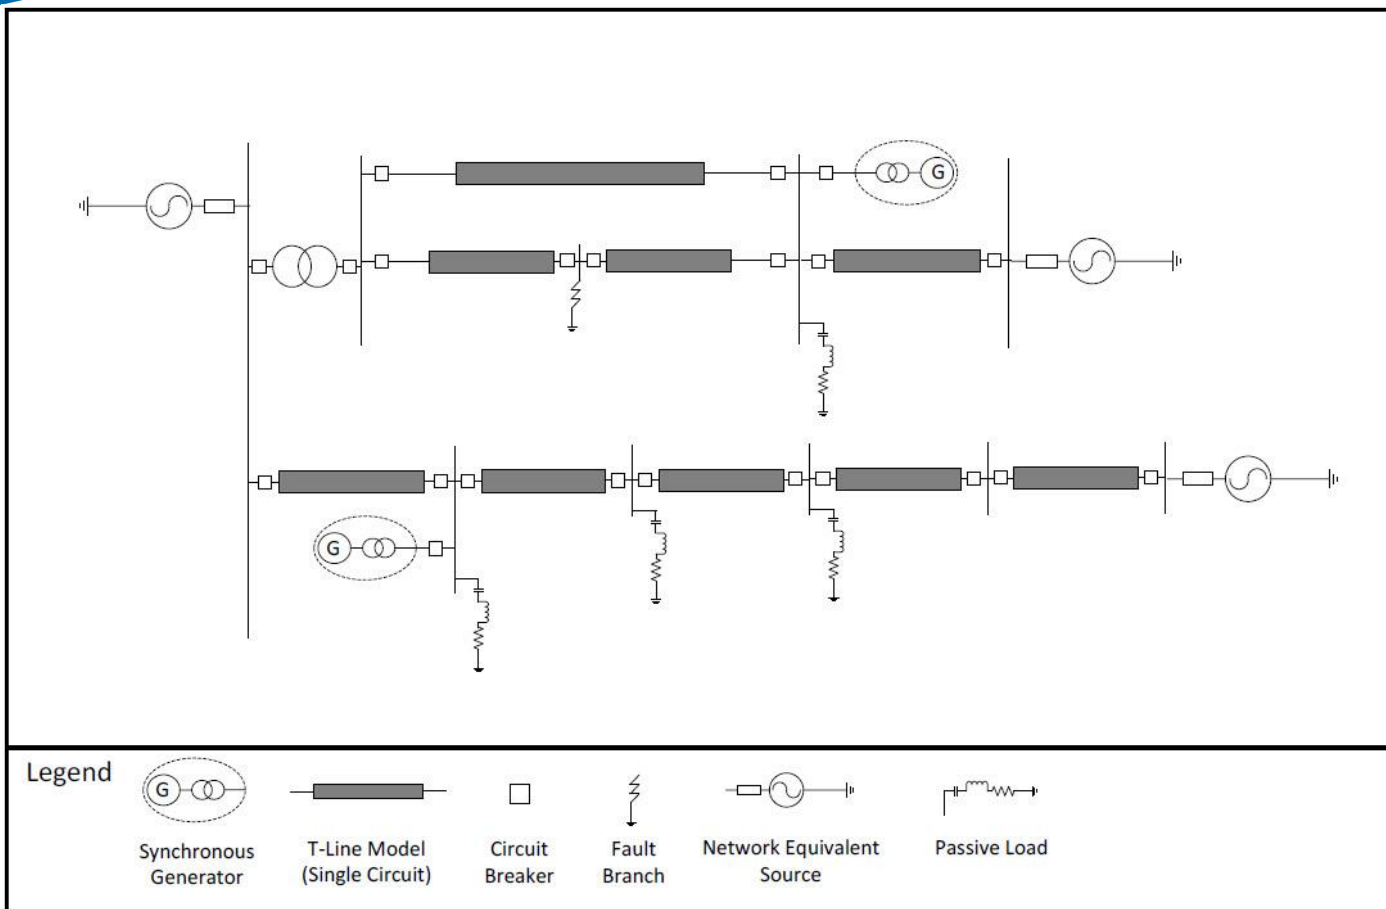 G
G
Legend
G
Synchronous
Generator
T-Line Model
(Single Circuit)
Circuit
Breaker
Fault
Branch
Network Equivalent
Source
Passive Load